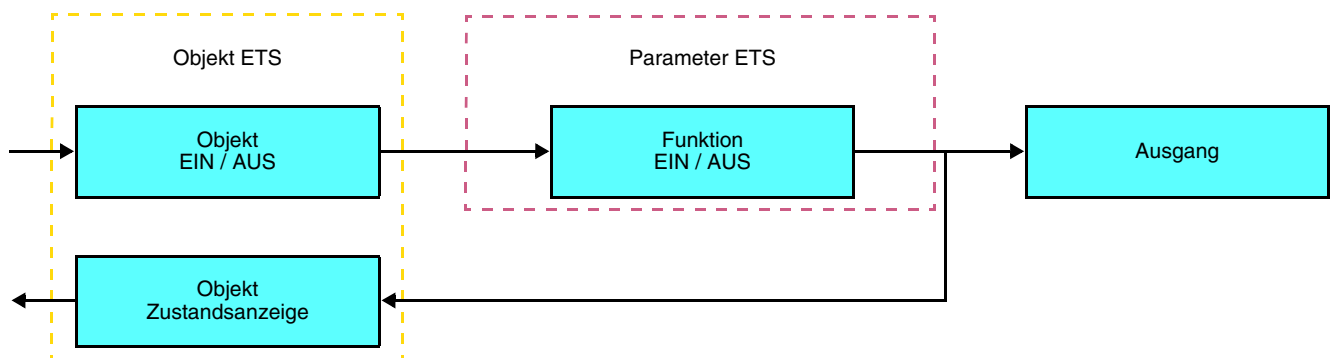 Objekt ETS
Parameter ETS
Objekt
EIN / AUS
Funktion
EIN / AUS
Ausgang
Objekt
Zustandsanzeige